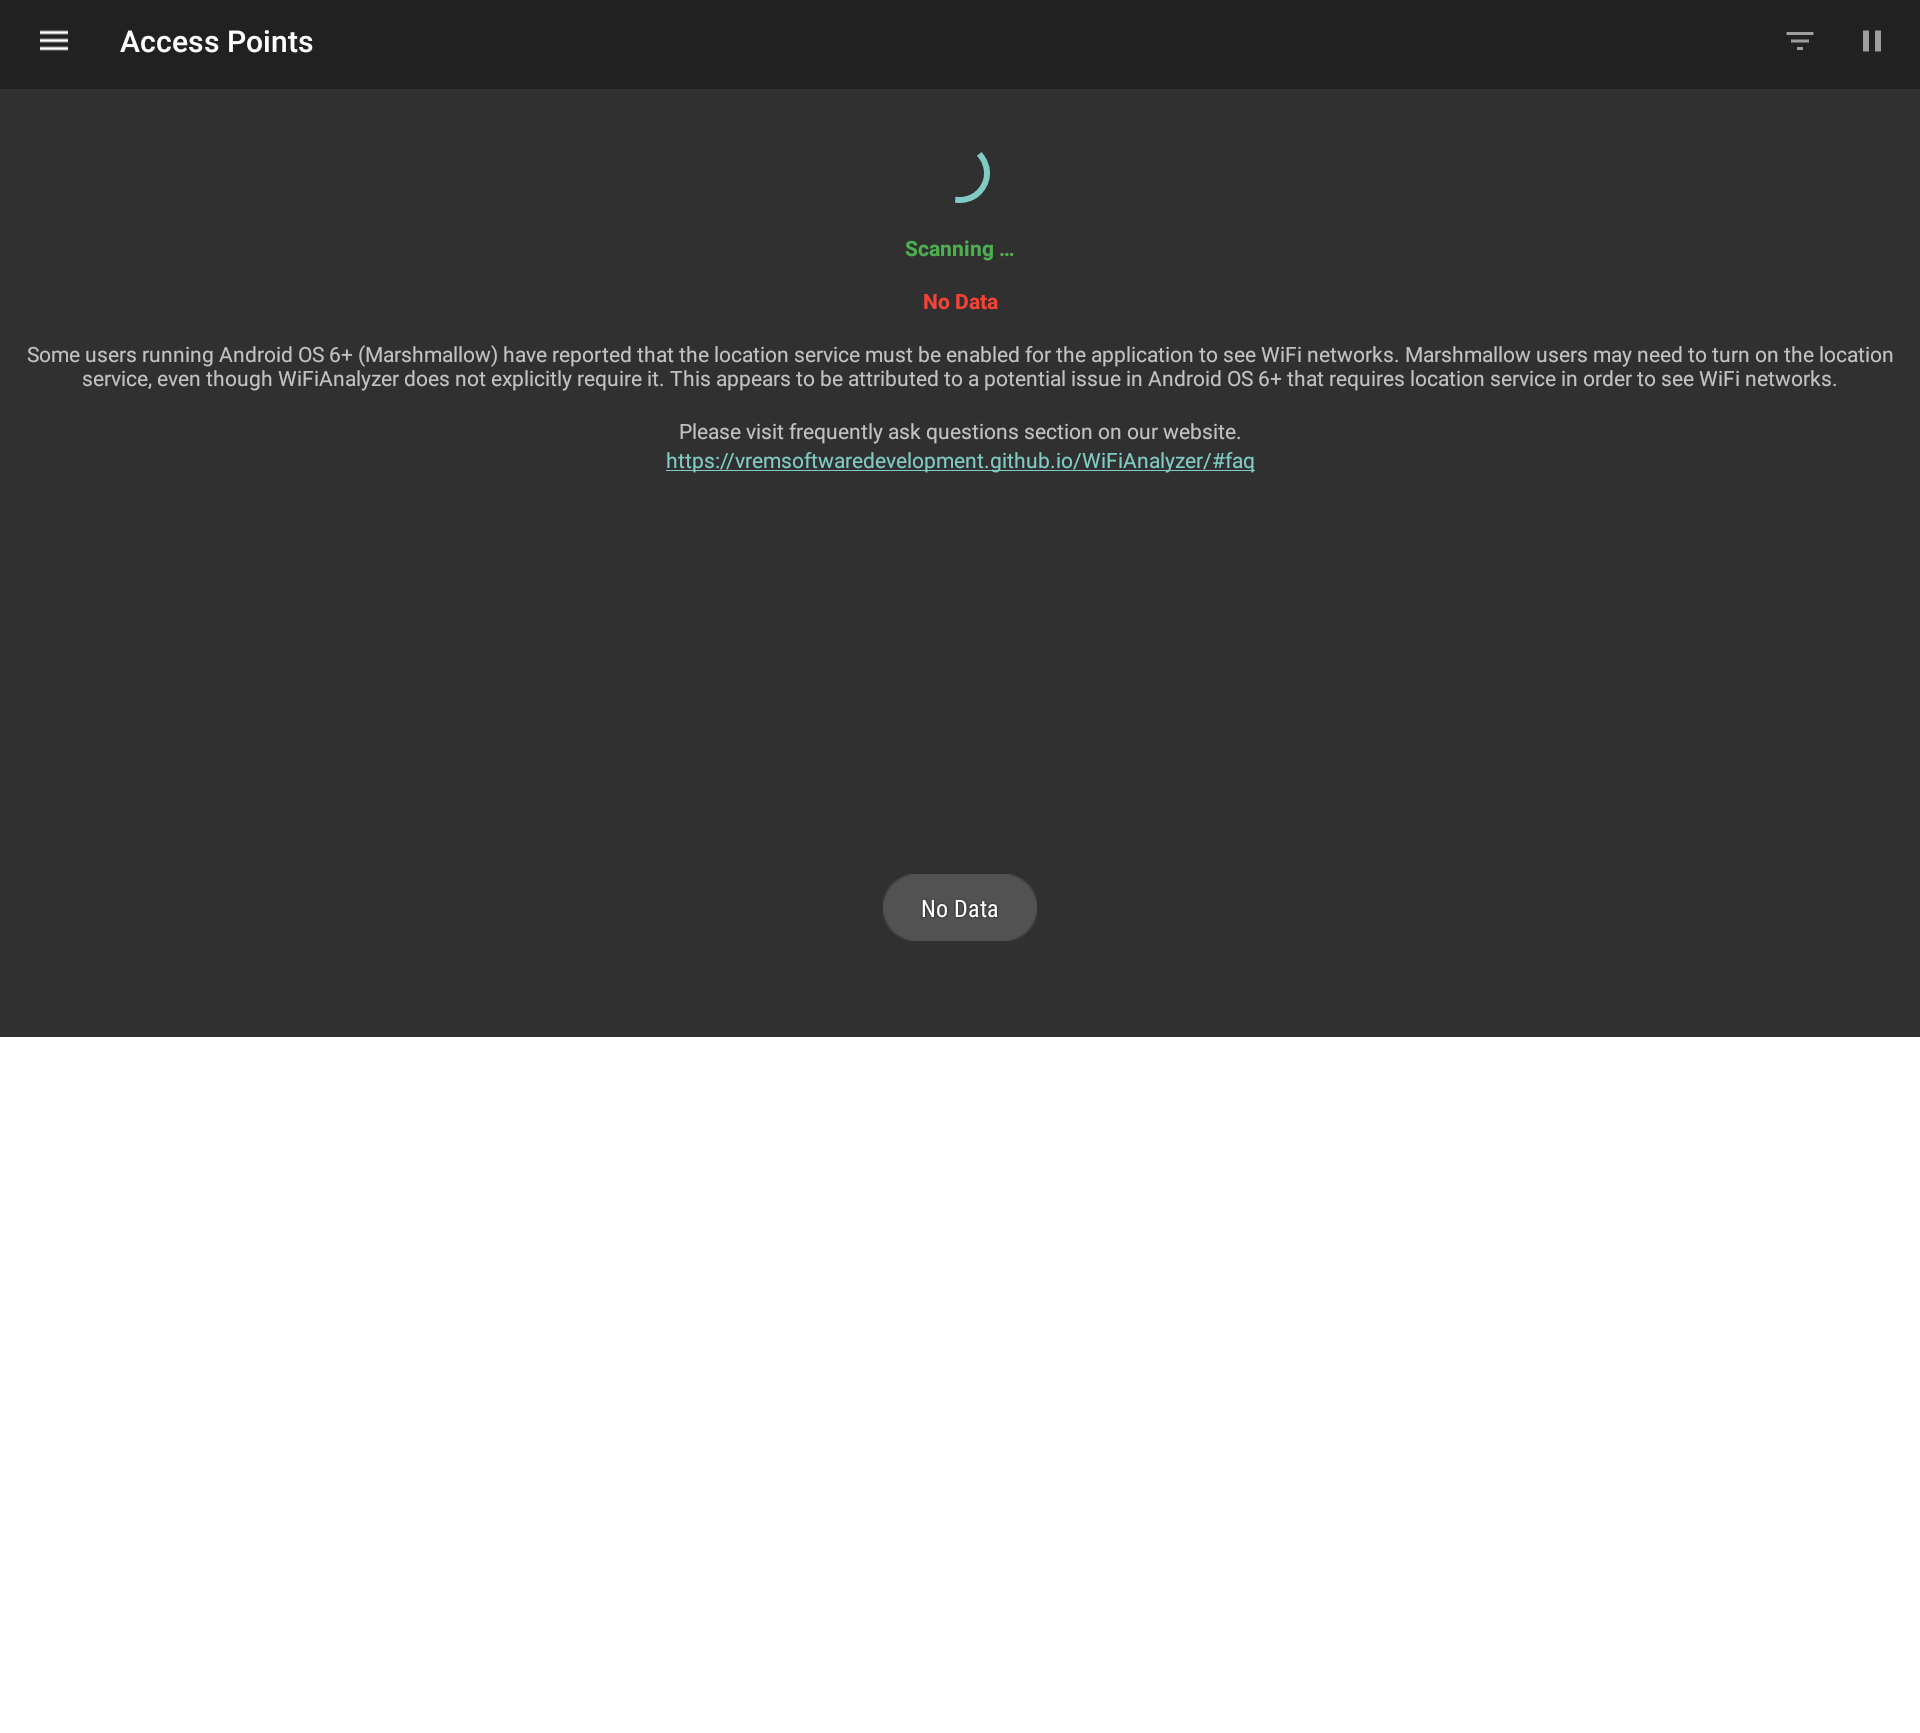 Access Points
Scanning ...
No Data
Some users running Android OS 6+ (Marshmallow) have reported that the location service must be enabled for the application to see WiFi networks. Marshmallow users may need to turn on the location
service, even though WiFiAnalyzer does not explicitly require it. This appears to be attributed to a potential issue in Android OS 6+ that requires location service in order to see WiFi networks.
Please visit frequently ask questions section on our website.
https://vremsoftwaredevelopment.github.io/WiFiAnalyzer/#faq
No Data